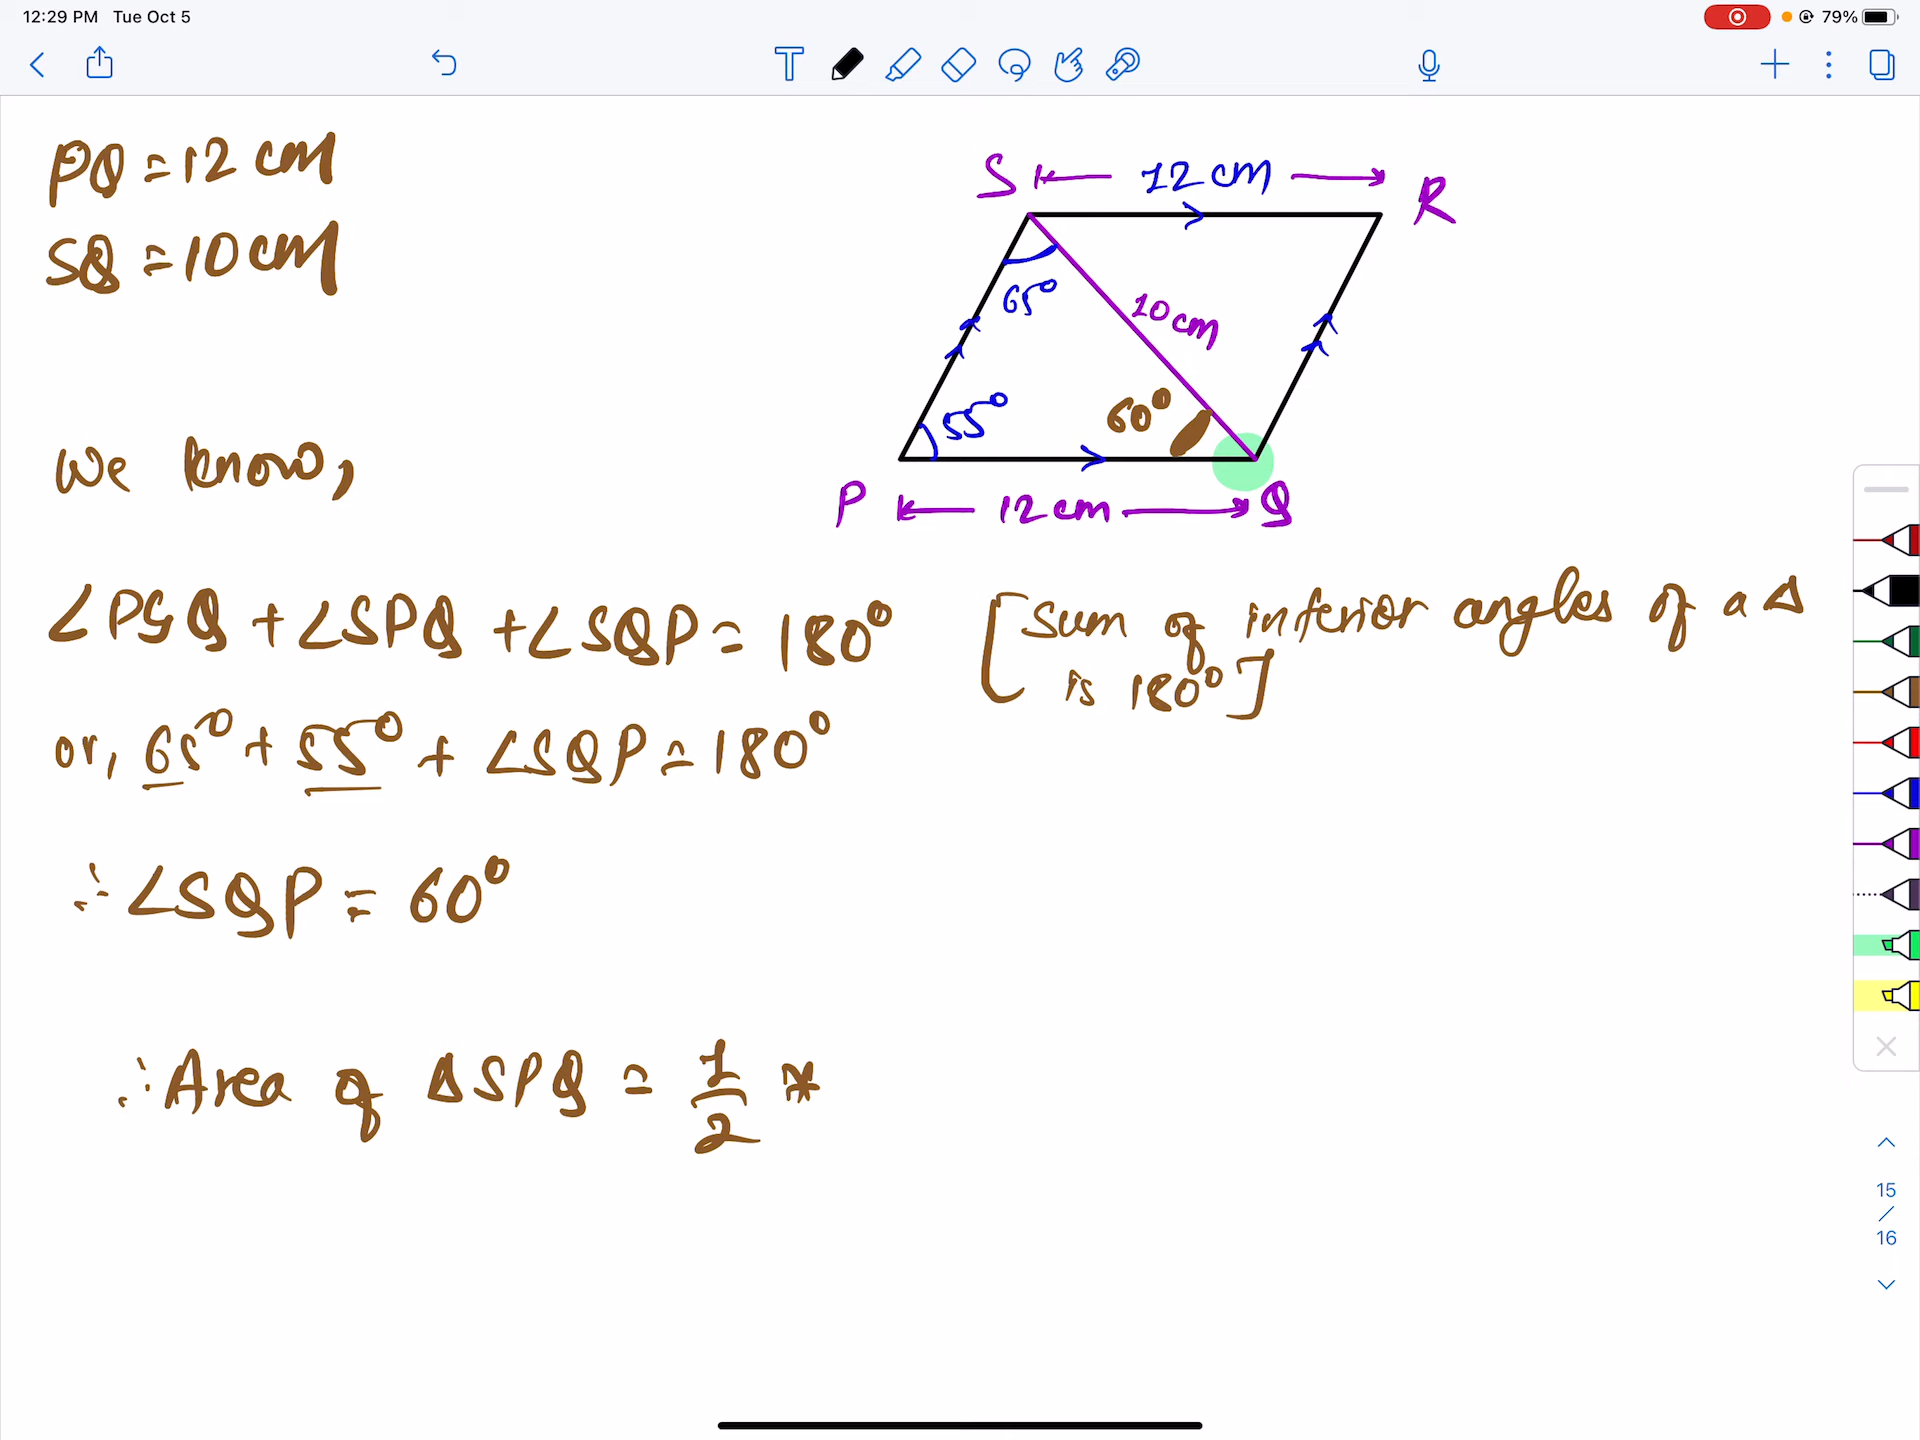 12:29 PM Tue Oct 5
79%
PQ = 12 cm
SQ = 10 cm
S 12 cm R
65°
10 cm
55° 60°
P 12 cm Q
We know,
∠PSQ + ∠SPQ + ∠SQP = 180° [Sum of interior angles of a Δ
is 180°]
or, 65° + 55° + ∠SQP = 180°
∴ ∠SQP = 60°
∴ Area of ΔSPQ = 1/2 *
15
/
16